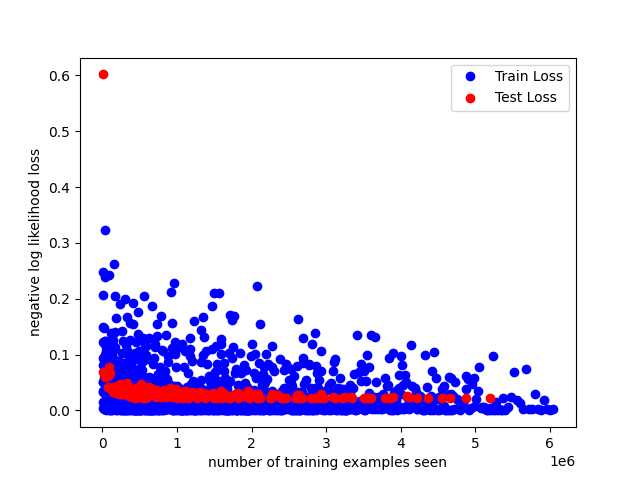 Train Loss
Test Loss
negative log likelihood loss
0.6
0.5
0.4
0.3
0.2
0.1
0.0
0 1 2 3 4 5 6
1e6
number of training examples seen